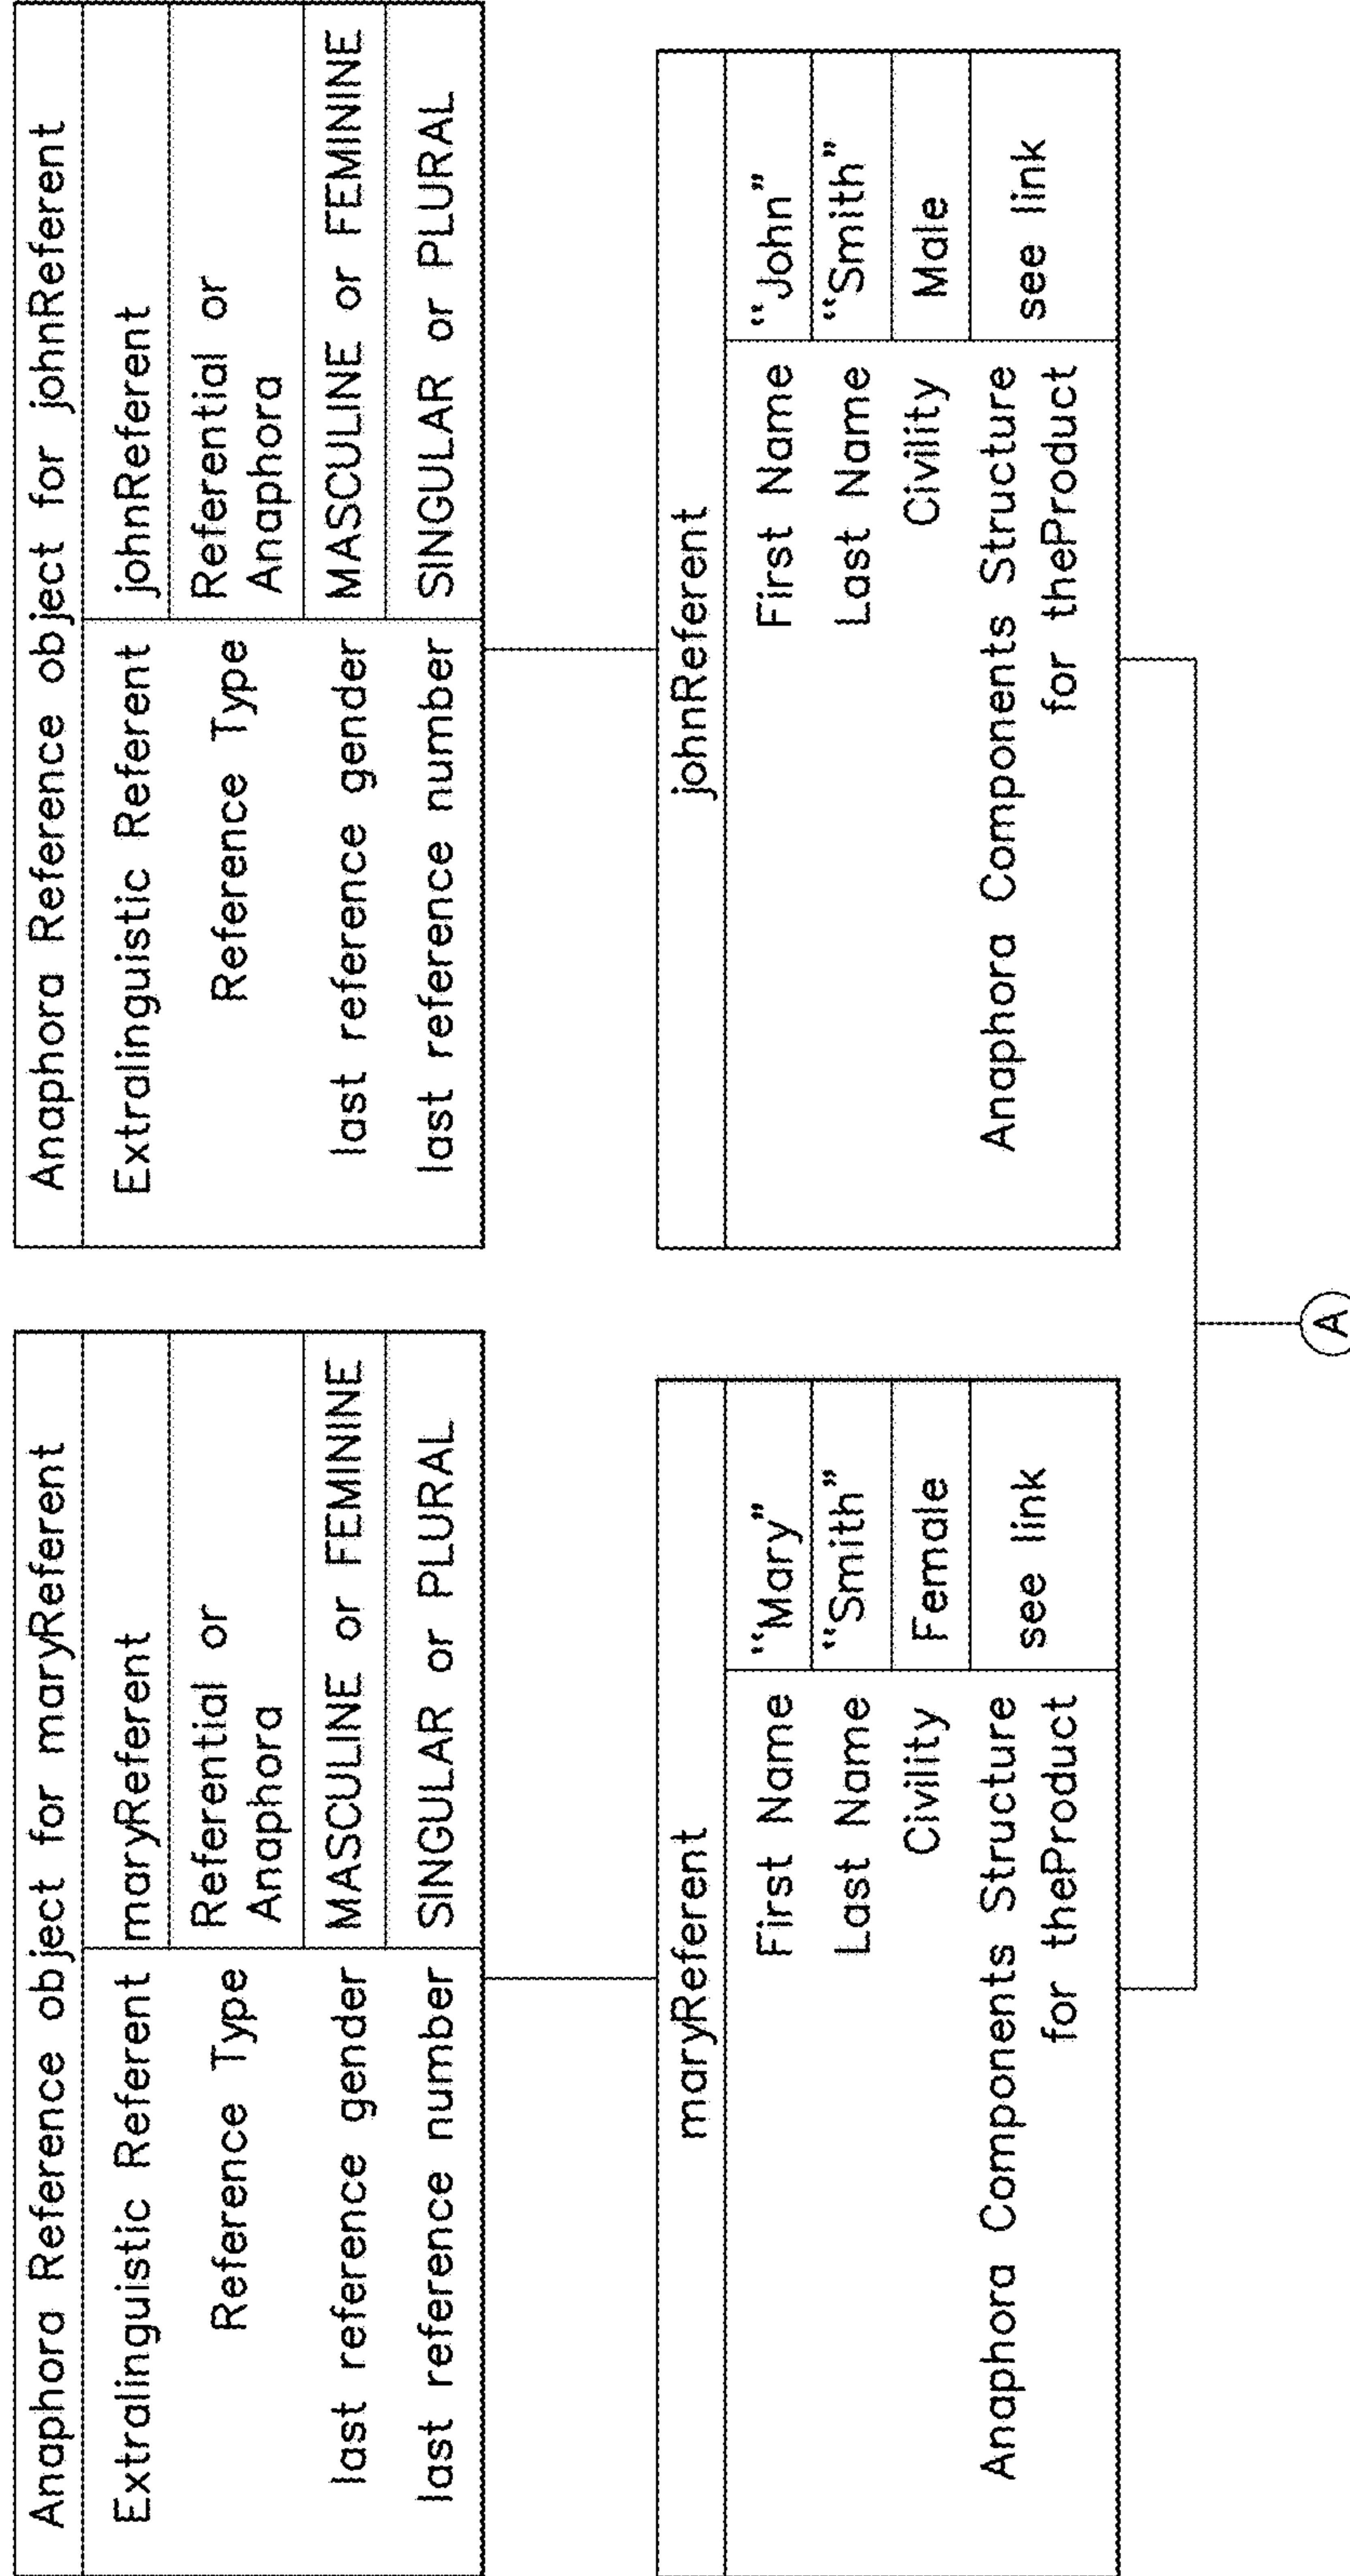 Anaphora Reference object for maryReferent
Extralinguistic Referent maryReferent
Reference Type Referential or
Anaphora
last reference gender MASCULINE or FEMININE
last reference number SINGULAR or PLURAL
Anaphora Reference object for johnReferent
Extralinguistic Referent johnReferent
Reference Type Referential or
Anaphora
last reference gender MASCULINE or FEMININE
last reference number SINGULAR or PLURAL
maryReferent
First Name "Mary"
Last Name "Smith"
Civility Female
Anaphora Components Structure see link
for theProduct
johnReferent
First Name "John"
Last Name "Smith"
Civility Male
Anaphora Components Structure see link
for theProduct
A